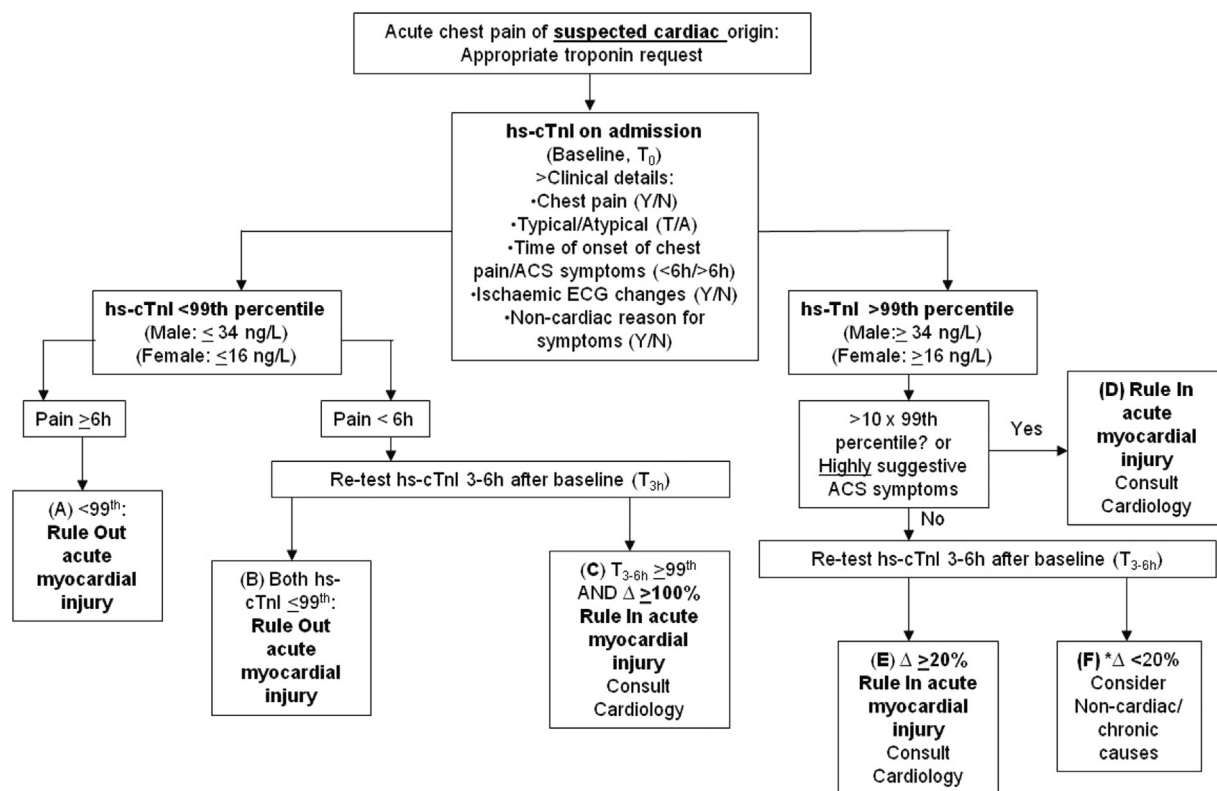 Acute chest pain of suspected cardiac origin:
Appropriate troponin request
hs-cTnI on admission
(Baseline, T0)
>Clinical details:
•Chest pain (Y/N)
•Typical/Atypical (T/A)
•Time of onset of chest
pain/ACS symptoms (<6h/>6h)
•Ischaemic ECG changes (Y/N)
•Non-cardiac reason for
symptoms (Y/N)
hs-cTnI <99th percentile
(Male: ≤ 34 ng/L)
(Female: ≤16 ng/L)
hs-TnI >99th percentile
(Male:≥ 34 ng/L)
(Female: ≥16 ng/L)
Pain ≥6h
Pain < 6h
>10 x 99th
percentile? or
Highly suggestive
ACS symptoms
Yes
(D) Rule In
acute
myocardial
injury
Consult
Cardiology
No
(A) <99th:
Rule Out
acute
myocardial
injury
Re-test hs-cTnI 3-6h after baseline (T3h)
(B) Both hs-
cTnI ≤99th:
Rule Out
acute
myocardial
injury
(C) T3-6h ≥99th
AND Δ ≥100%
Rule In acute
myocardial
injury
Consult
Cardiology
Re-test hs-cTnI 3-6h after baseline (T3-6h)
(E) Δ ≥20%
Rule In acute
myocardial
injury
Consult
Cardiology
(F) *Δ <20%
Consider
Non-cardiac/
chronic
causes